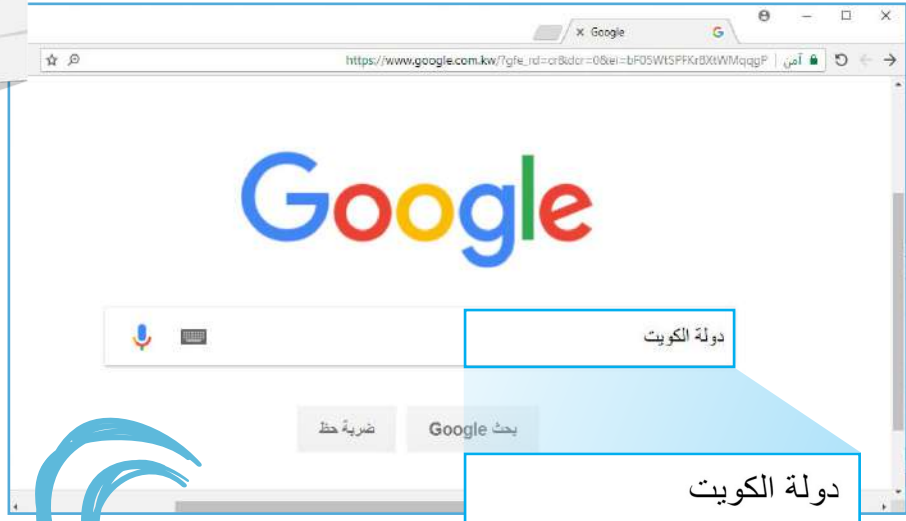 Google
آمن
https://www.google.com.kw/?gfe_rd=cr&dcr=0&ei=bF05WtSPFKrBXtWMqqgP
Google
دولة الكويت
بحث Google
ضربة حظ
دولة الكويت